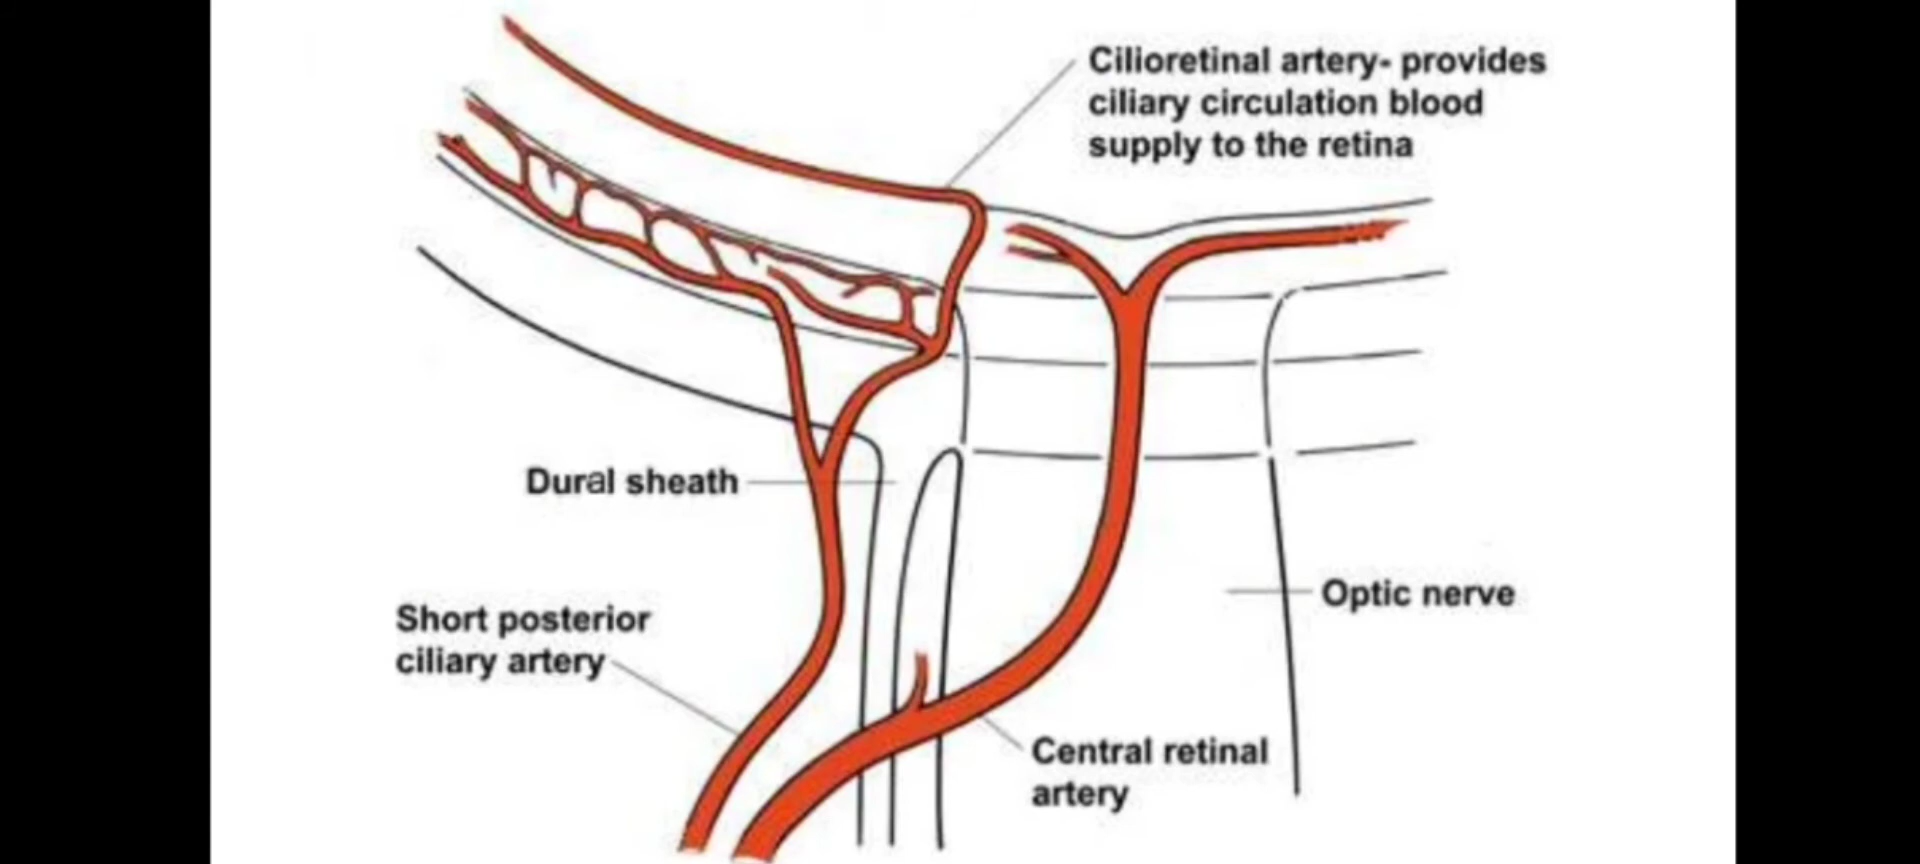 Cilioretinal artery- provides
ciliary circulation blood
supply to the retina
Dural sheath
Short posterior
ciliary artery
Optic nerve
Central retinal
artery